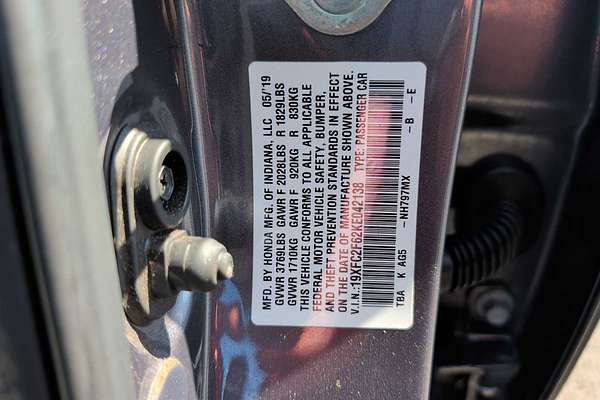 MFD. BY HONDA MFG. OF INDIANA, LLC 05/'19
GVWR 3769LBS GAWR F 2028LBS R 1829LBS
GVWR 1710KG GAWR F 920KG R 830KG
THIS VEHICLE CONFORMS TO ALL APPLICABLE
FEDERAL MOTOR VEHICLE SAFETY, BUMPER,
AND THEFT PREVENTION STANDARDS IN EFFECT
ON THE DATE OF MANUFACTURE SHOWN ABOVE.
V.I.N.:19XFC2F62KE042138 TYPE: PASSENGER CAR
TBA K AG5 -NH797MX -B -E